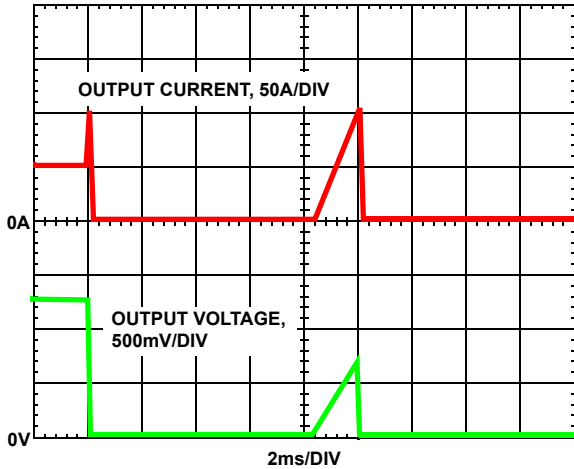 OUTPUT CURRENT, 50A/DIV
0A
OUTPUT VOLTAGE,
500mV/DIV
0V
2ms/DIV